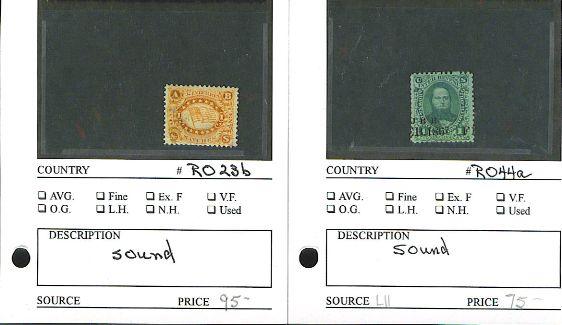 COUNTRY # RO23b
AVG. Fine Ex. F V.F.
O.G. L.H. N.H. Used
DESCRIPTION
sound
SOURCE PRICE 95-
COUNTRY # RO44a
AVG. Fine Ex. F V.F.
O.G. L.H. N.H. Used
DESCRIPTION
sound
SOURCE L11 PRICE 75-